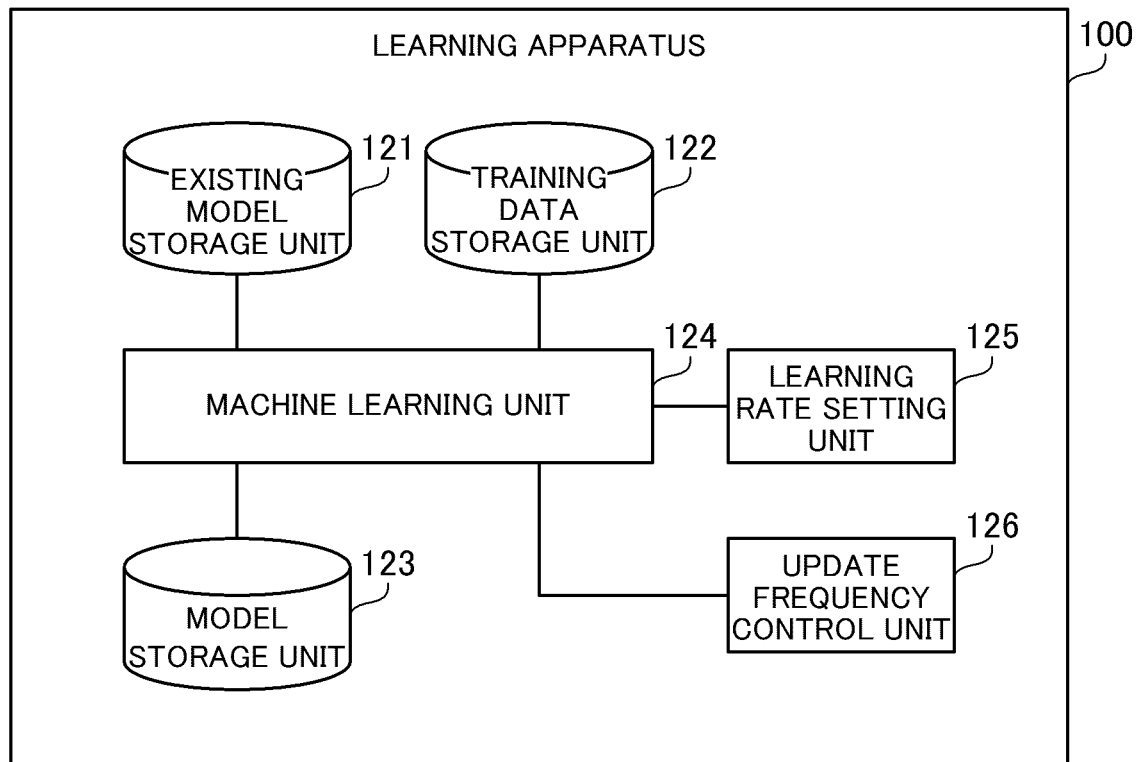 LEARNING APPARATUS
100
EXISTING
MODEL
STORAGE UNIT
121
TRAINING
DATA
STORAGE UNIT
122
MACHINE LEARNING UNIT
124
LEARNING
RATE SETTING
UNIT
125
MODEL
STORAGE UNIT
123
UPDATE
FREQUENCY
CONTROL UNIT
126